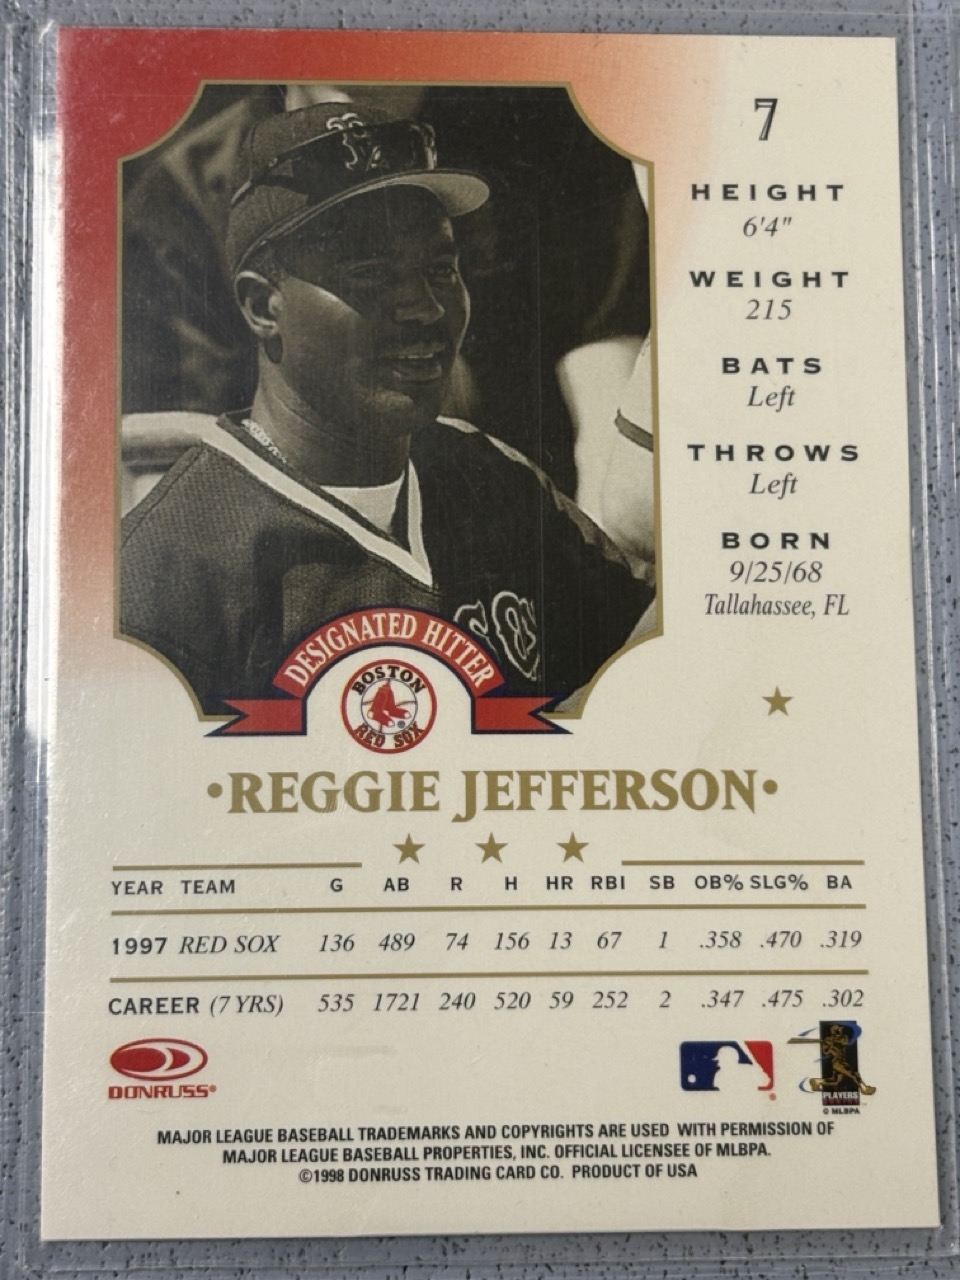 7
HEIGHT
6'4"
WEIGHT
215
BATS
Left
THROWS
Left
BORN
9/25/68
Tallahassee, FL
DESIGNATED HITTER
BOSTON
RED SOX
•REGGIE JEFFERSON•
YEAR TEAM G AB R H HR RBI SB OB% SLG% BA
1997 RED SOX 136 489 74 156 13 67 1 .358 .470 .319
CAREER (7 YRS) 535 1721 240 520 59 252 2 .347 .475 .302
DONRUSS®
PLAYERS
© MLBPA
MAJOR LEAGUE BASEBALL TRADEMARKS AND COPYRIGHTS ARE USED WITH PERMISSION OF
MAJOR LEAGUE BASEBALL PROPERTIES, INC. OFFICIAL LICENSEE OF MLBPA.
©1998 DONRUSS TRADING CARD CO. PRODUCT OF USA